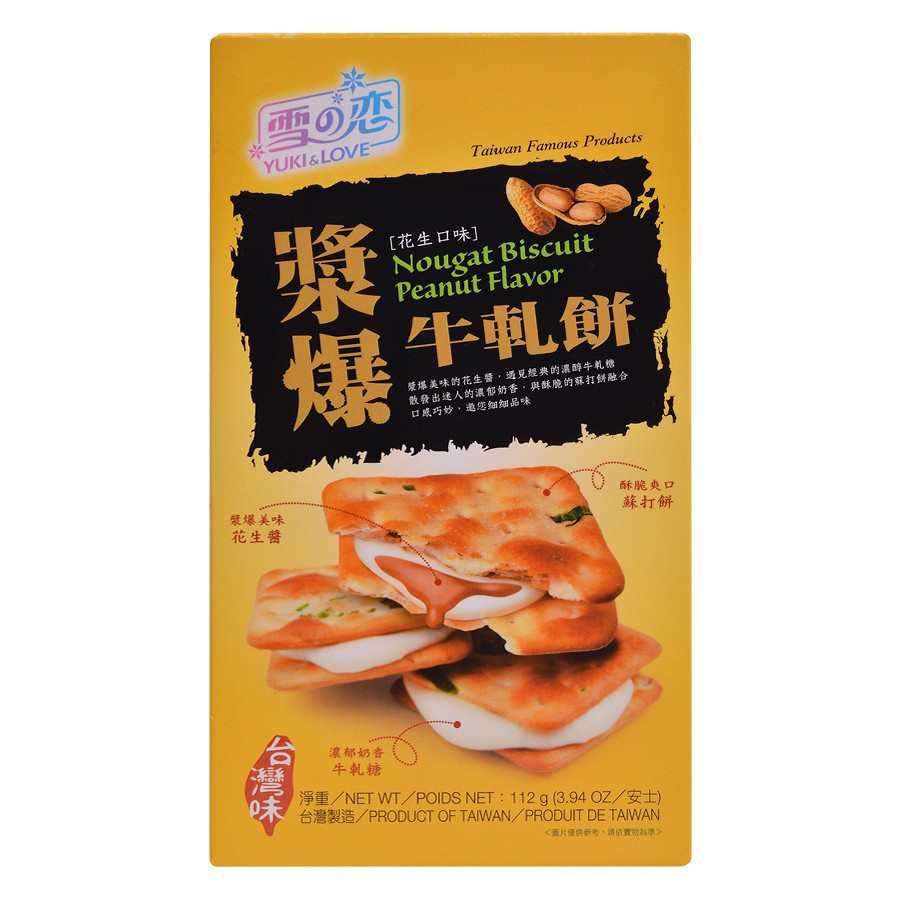 雪の恋
YUKI&LOVE
Taiwan Famous Products
漿爆
[花生口味]
Nougat Biscuit
Peanut Flavor
牛軋餅
漿爆美味的花生醬，遇見經典的濃醇牛軋糖
散發出迷人的濃郁奶香，與酥脆的蘇打餅融合
口感巧妙，邀您細細品味
酥脆爽口
蘇打餅
漿爆美味
花生醬
濃郁奶香
牛軋糖
台灣味
淨重／NET WT／POIDS NET：112 g (3.94 OZ／安士)
台灣製造／PRODUCT OF TAIWAN／PRODUIT DE TAIWAN
＜圖片僅供參考，請依實物為準＞